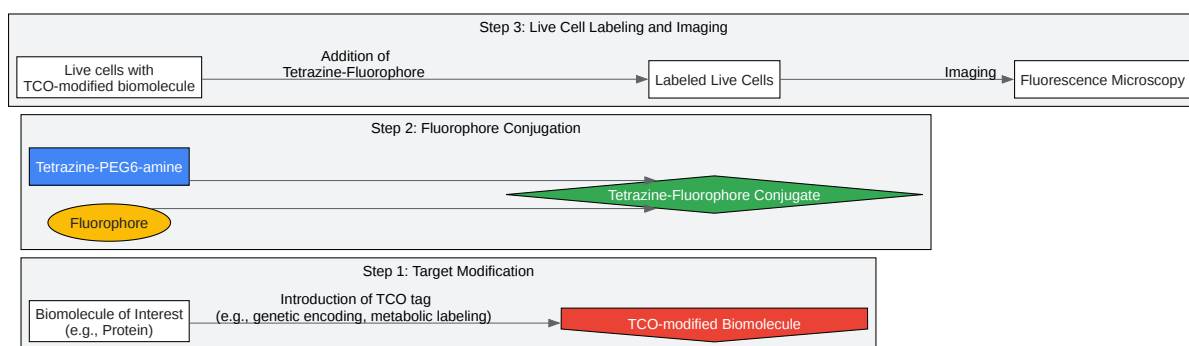 Step 3: Live Cell Labeling and Imaging
Live cells with
TCO-modified biomolecule
Addition of
Tetrazine-Fluorophore
Labeled Live Cells
Imaging
Fluorescence Microscopy
Step 2: Fluorophore Conjugation
Tetrazine-PEG6-amine
Fluorophore
Tetrazine-Fluorophore Conjugate
Step 1: Target Modification
Biomolecule of Interest
(e.g., Protein)
Introduction of TCO tag
(e.g., genetic encoding, metabolic labeling)
TCO-modified Biomolecule